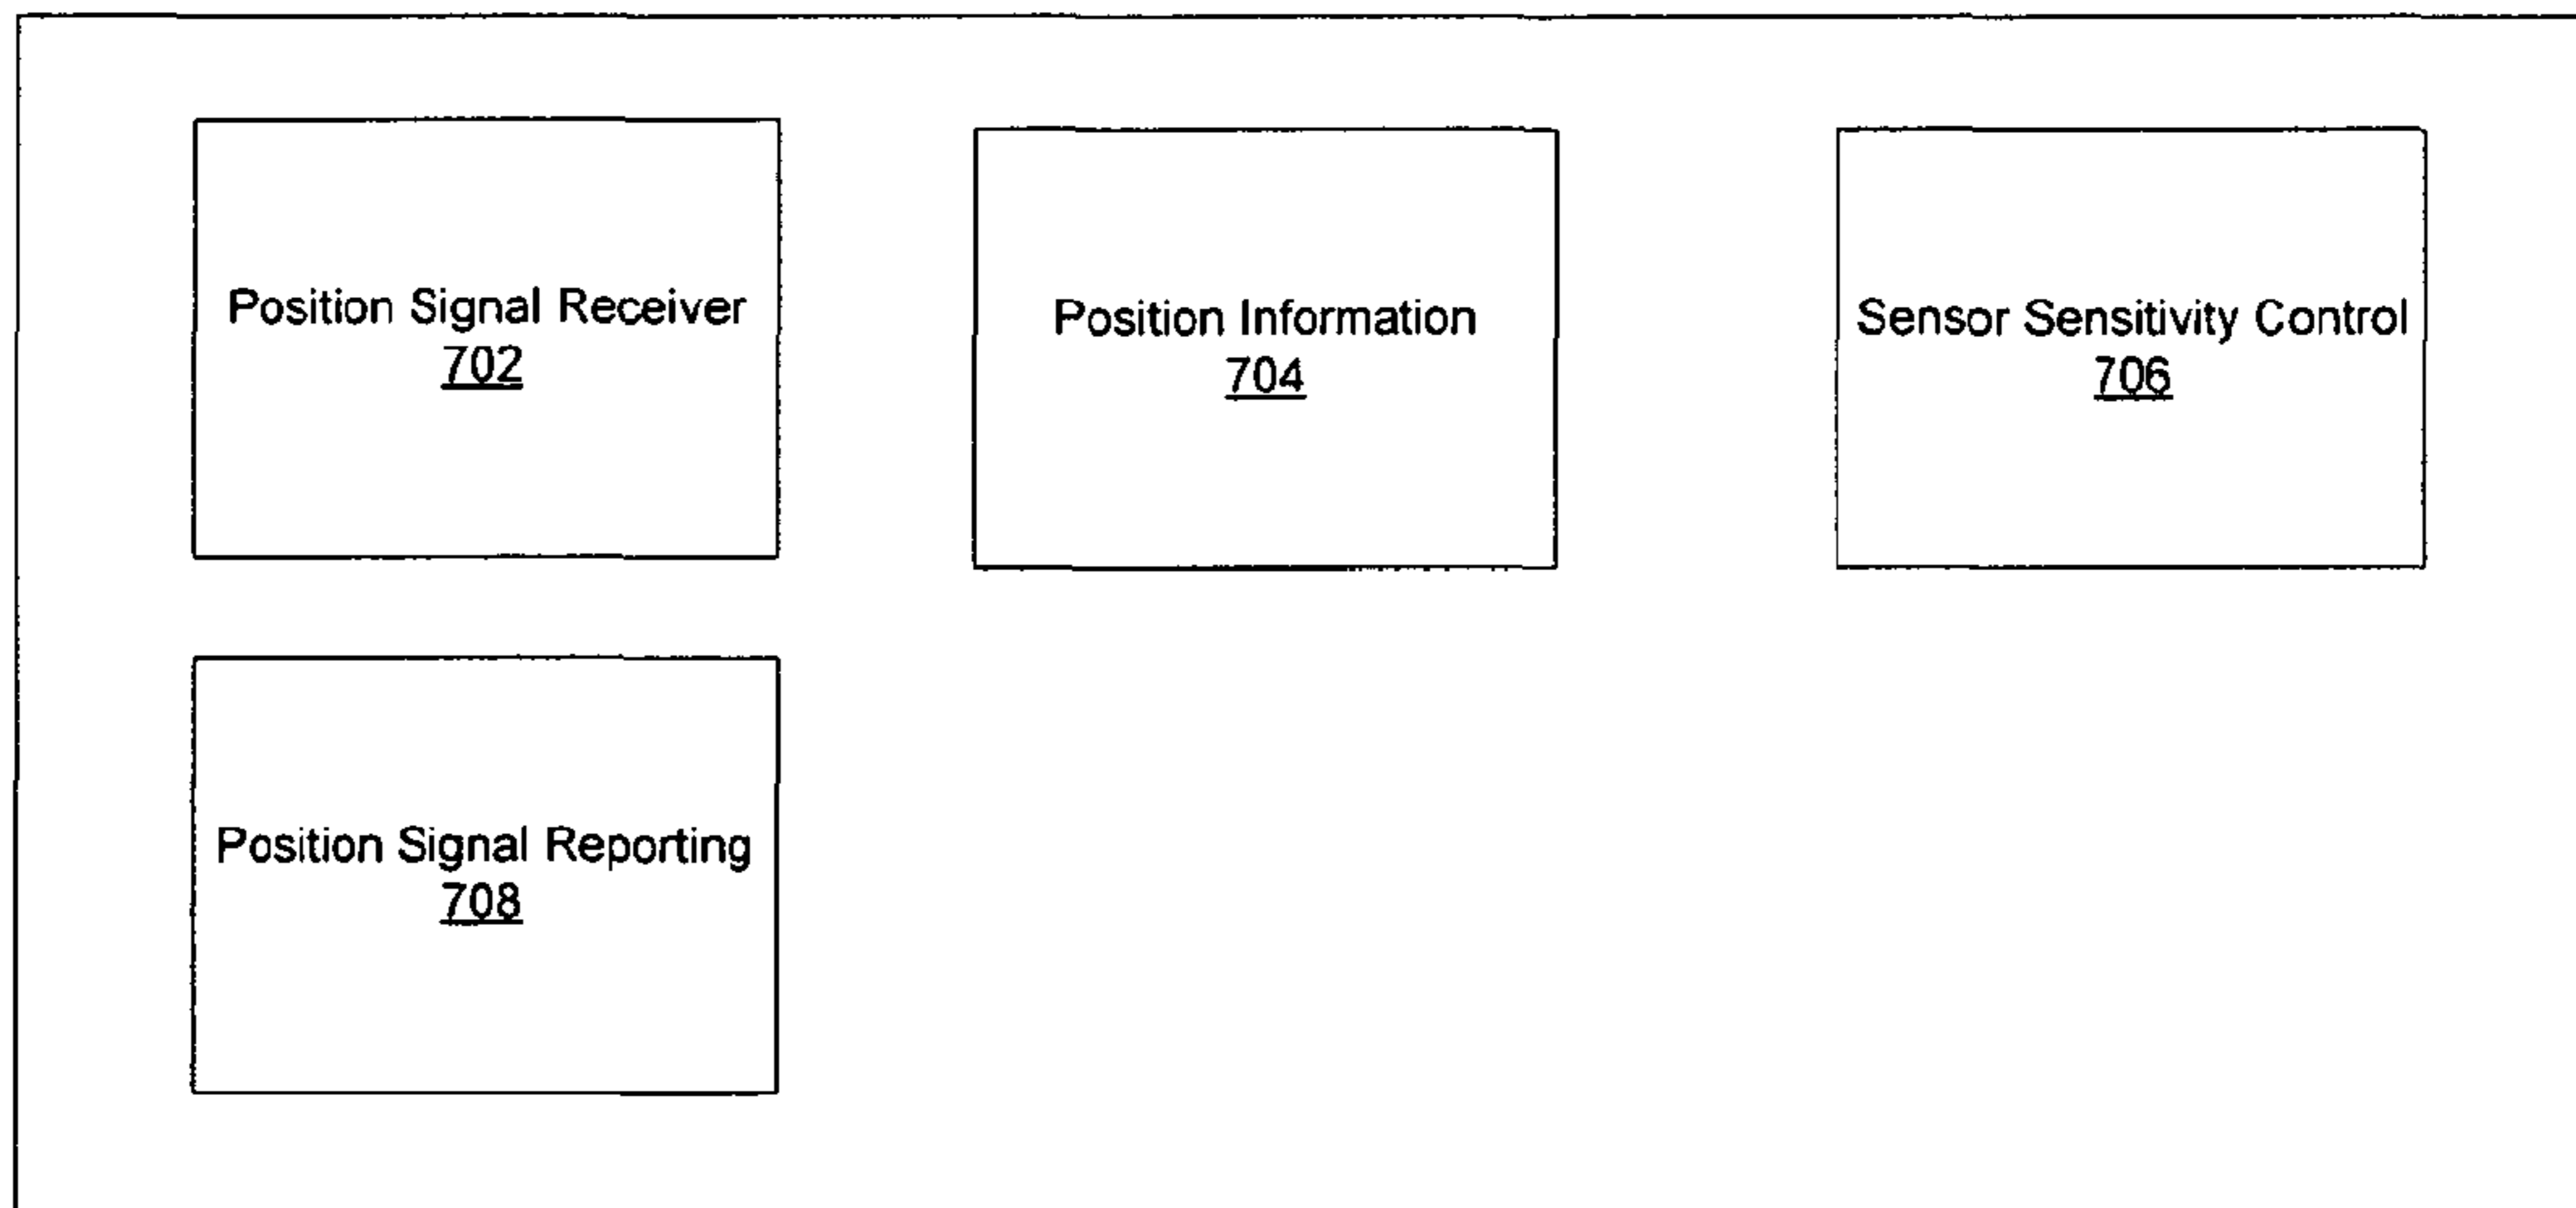 Position Signal Receiver
702
Position Information
704
Sensor Sensitivity Control
706
Position Signal Reporting
708